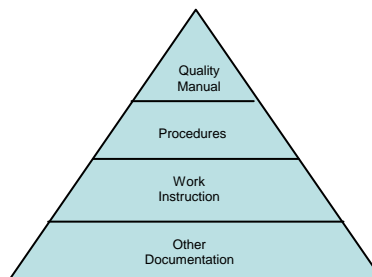 Quality
Manual
Procedures
Work
Instruction
Other
Documentation